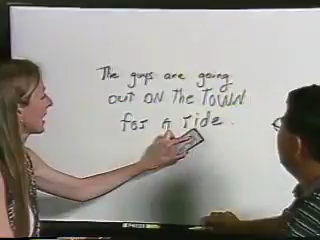 The guys are going
out ON the TOWN
for A ride.